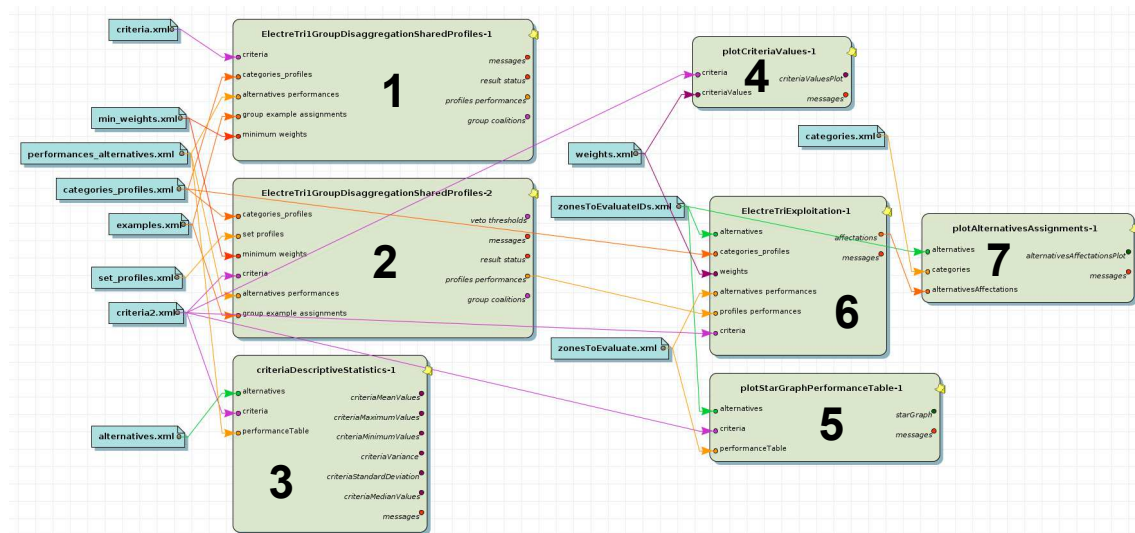 criteria.xml
min_weights.xml
performances_alternatives.xml
categories_profiles.xml
examples.xml
set_profiles.xml
criteria2.xml
alternatives.xml
ElectreTri1GroupDisaggregationSharedProfiles-1
criteria
categories_profiles
alternatives performances
group example assignments
minimum weights
1
messages
result status
profiles performances
group coalitions
ElectreTri1GroupDisaggregationSharedProfiles-2
categories_profiles
set profiles
minimum weights
criteria
alternatives performances
group example assignments
2
veto thresholds
messages
result status
profiles performances
group coalitions
criteriaDescriptiveStatistics-1
alternatives
criteria
performanceTable
3
criteriaMeanValues
criteriaMaximumValues
criteriaMinimumValues
criteriaVariance
criteriaStandardDeviation
criteriaMedianValues
messages
plotCriteriaValues-1
criteria
criteriaValues
4
criteriaValuesPlot
messages
weights.xml
categories.xml
zonesToEvaluateIDs.xml
zonesToEvaluate.xml
ElectreTriExploitation-1
alternatives
categories_profiles
weights
alternatives performances
profiles performances
criteria
6
affectations
messages
plotAlternativesAssignments-1
alternatives
categories
alternativesAffectations
7
alternativesAffectationsPlot
messages
plotStarGraphPerformanceTable-1
alternatives
criteria
performanceTable
5
starGraph
messages